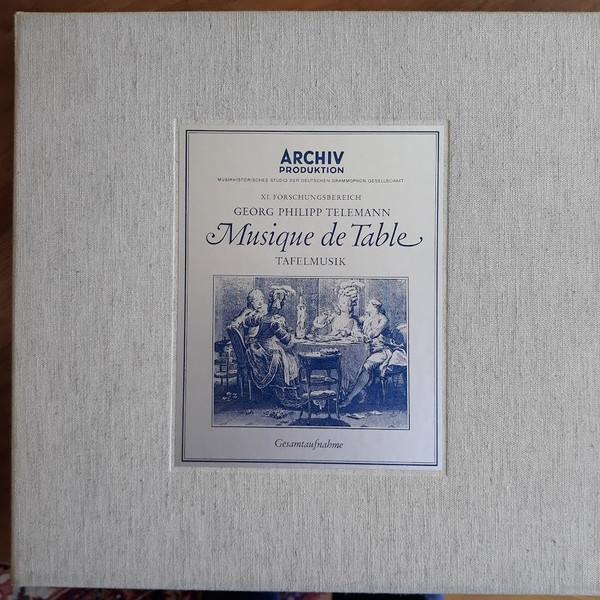 ARCHIV
PRODUKTION
MUSIKHISTORISCHES STUDIO DER DEUTSCHEN GRAMMOPHON GESELLSCHAFT
XI. FORSCHUNGSBEREICH
GEORG PHILIPP TELEMANN
Musique de Table
TAFELMUSIK
Gesamtaufnahme